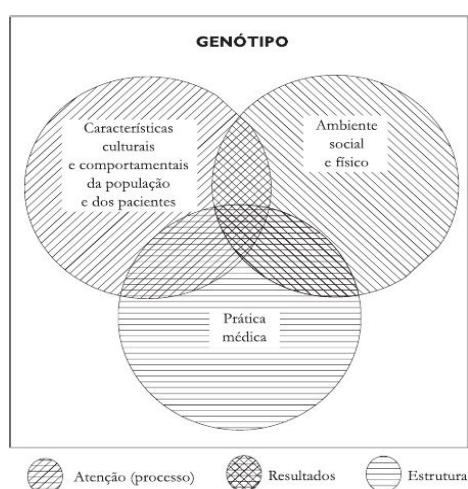 GENÓTIPO
Características
culturais
e comportamentais
da população
e dos pacientes
Ambiente
social
e físico
Prática
médica
Atenção (processo)
Resultados
Estrutura